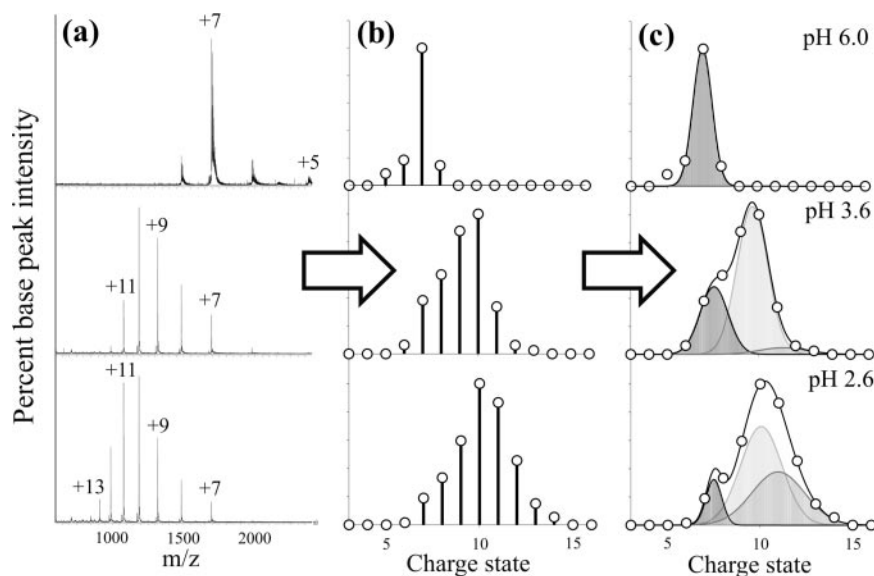 (a)
(b)
(c)
+7
+5
pH 6.0
+9
+11
+7
pH 3.6
+11
+9
+13
+7
pH 2.6
Percent base peak intensity
1000
1500
2000
m/z
5
10
15
Charge state
5
10
15
Charge state